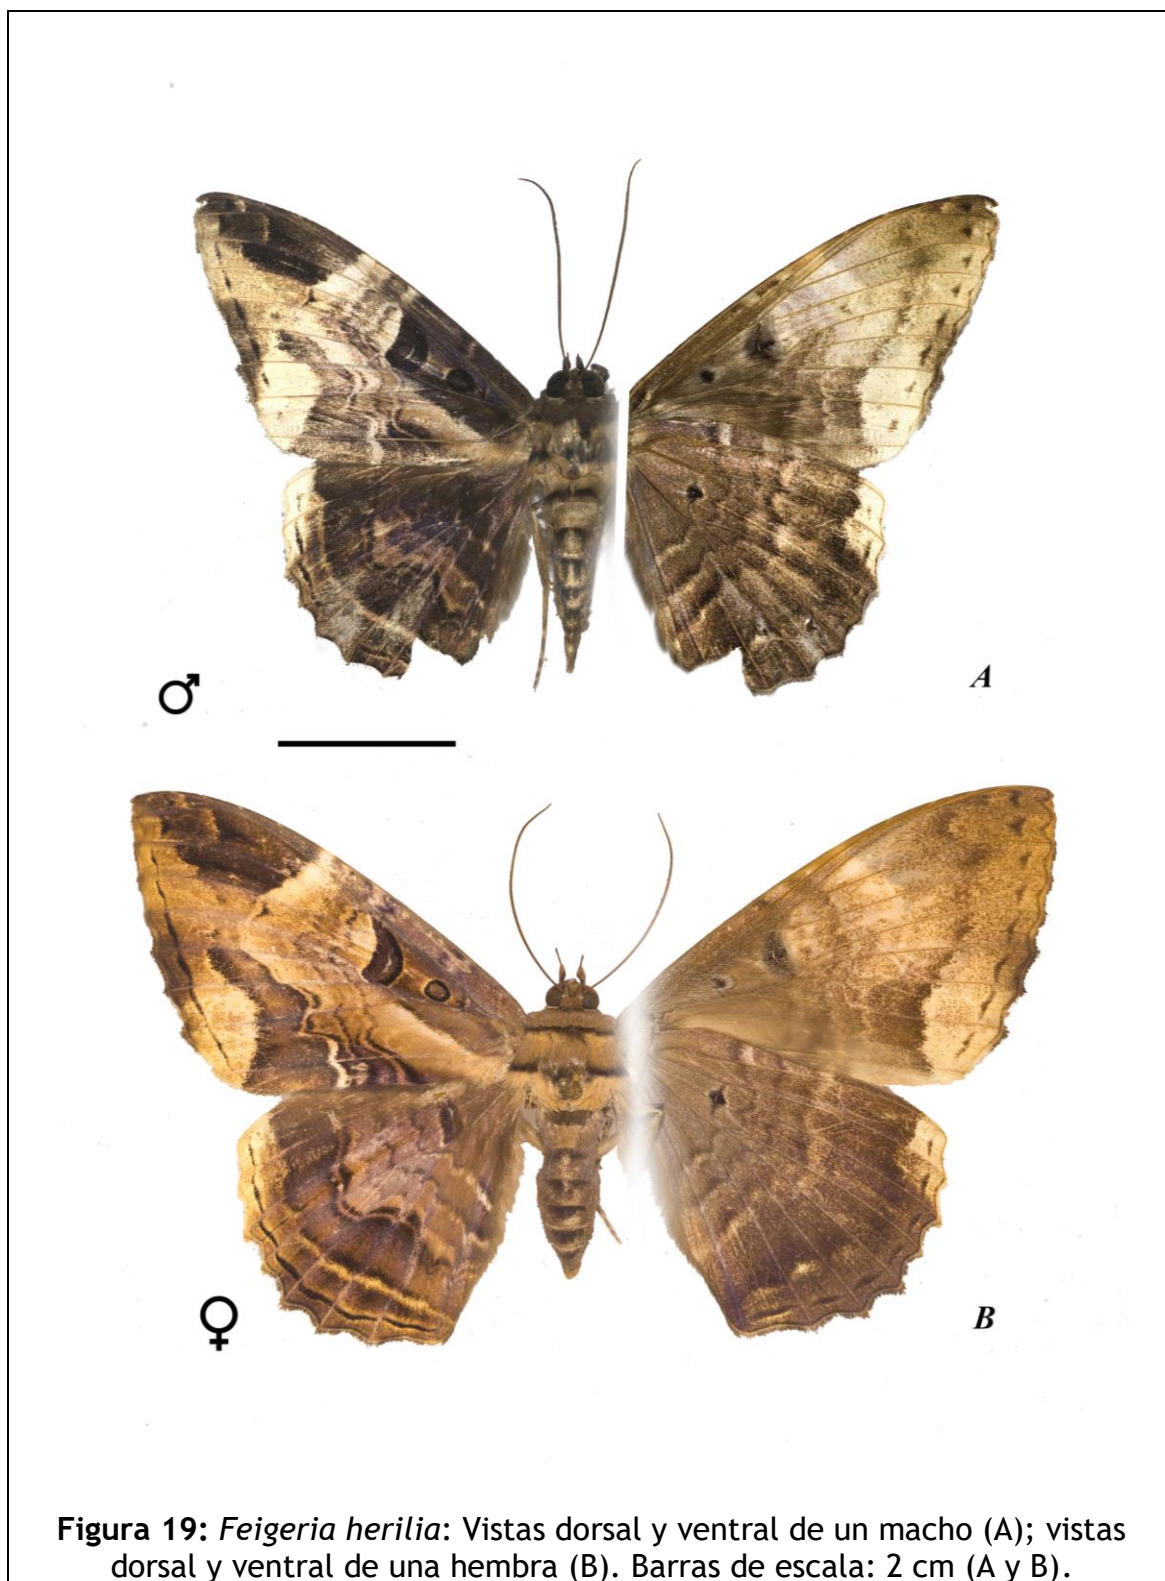 ♂
A
♀
B
Figura 19: Feigeria herilia: Vistas dorsal y ventral de un macho (A); vistas
dorsal y ventral de una hembra (B). Barras de escala: 2 cm (A y B).